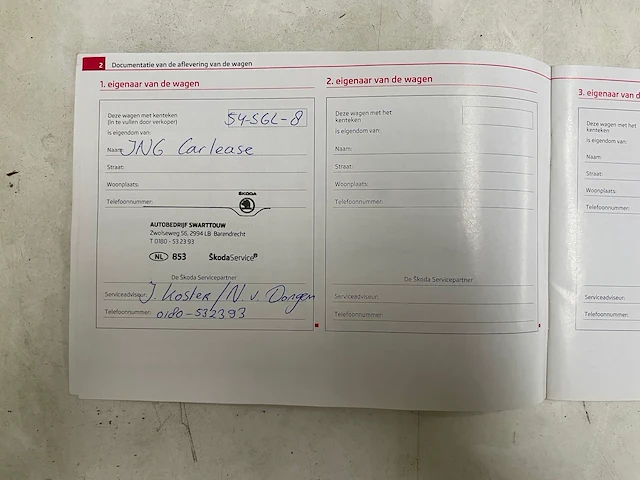 2 Documentatie van de aflevering van de wagen
1. eigenaar van de wagen
Deze wagen met kenteken
(in te vullen door verkoper) 54-SGL-8
Is eigendom van:
Naam: ING Carlease
Straat:
Woonplaats:
Telefoonnummer:
ŠKODA
AUTOBEDRIJF SWARTTOUW
Zwolseweg 56, 2994 LB Barendrecht
T 0180 - 53 23 93
NL 853 ŠkodaService
De Škoda Servicepartner
Serviceadviseur: J. Koster / N. v. Dongen
Telefoonnummer: 0180-532393
2. eigenaar van de wagen
Deze wagen met het
kenteken
Is eigendom van:
Naam:
Straat:
Woonplaats:
Telefoonnummer:
De Škoda Servicepartner
Serviceadviseur:
Telefoonnummer:
3. eigenaar van d
Deze wagen met het
kenteken
Is eigendom van:
Naam:
Straat:
Woonplaats:
Telefoonnummer:
Serviceadviseur:
Telefoonnummer: